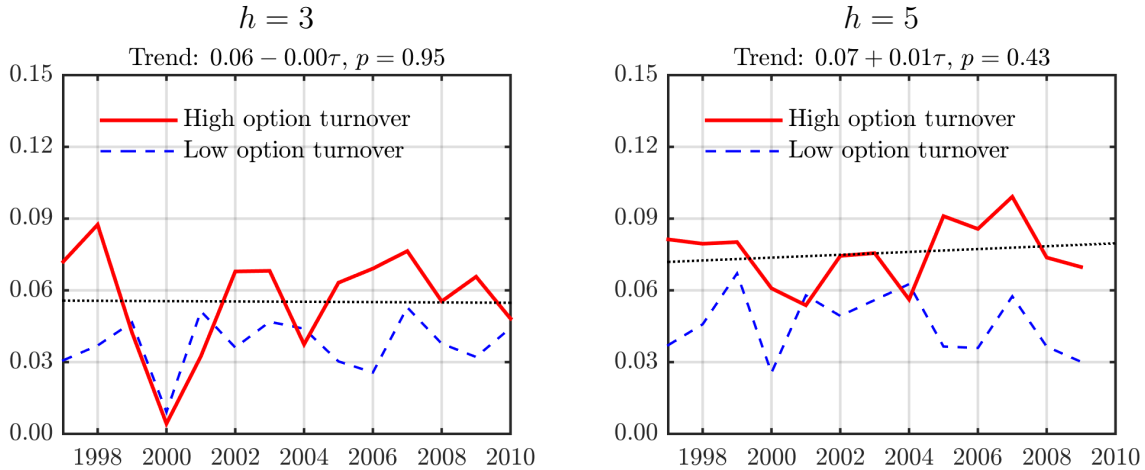 h = 3
Trend: 0.06 − 0.00τ, p = 0.95
0.15
0.12
0.09
0.06
0.03
0.00
High option turnover
Low option turnover
1998 2000 2002 2004 2006 2008 2010
h = 5
Trend: 0.07 + 0.01τ, p = 0.43
0.15
0.12
0.09
0.06
0.03
0.00
High option turnover
Low option turnover
1998 2000 2002 2004 2006 2008 2010